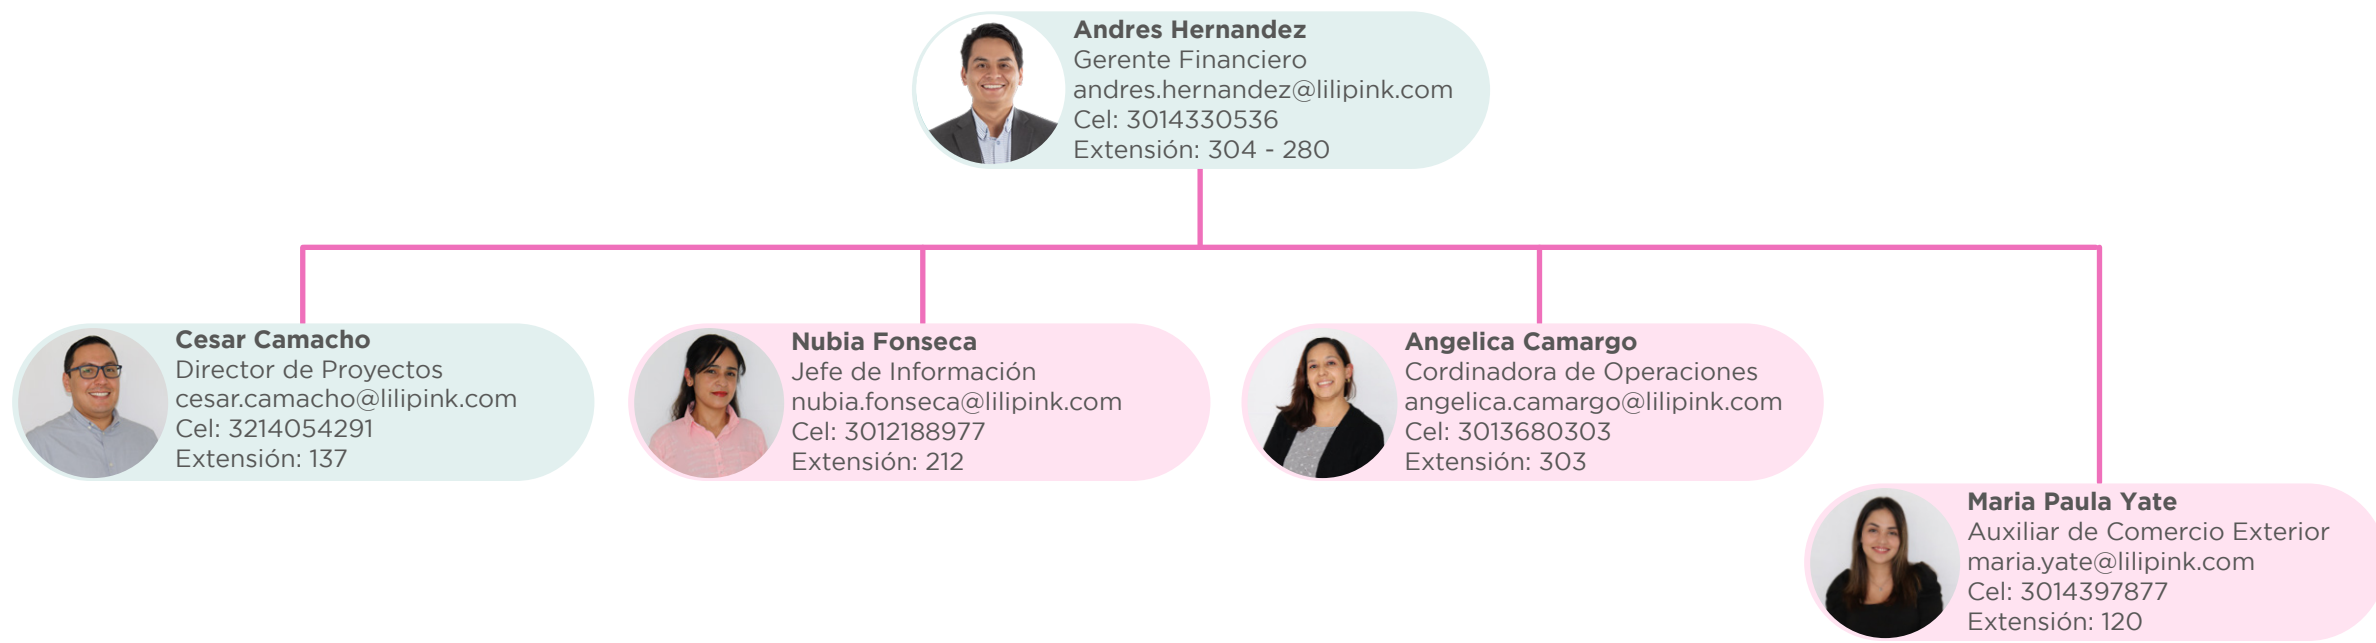 Andres Hernandez
Gerente Financiero
andres.hernandez@lilipink.com
Cel: 3014330536
Extensión: 304 - 280
Cesar Camacho
Director de Proyectos
cesar.camacho@lilipink.com
Cel: 3214054291
Extensión: 137
Nubia Fonseca
Jefe de Información
nubia.fonseca@lilipink.com
Cel: 3012188977
Extensión: 212
Angelica Camargo
Cordinadora de Operaciones
angelica.camargo@lilipink.com
Cel: 3013680303
Extensión: 303
Maria Paula Yate
Auxiliar de Comercio Exterior
maria.yate@lilipink.com
Cel: 3014397877
Extensión: 120